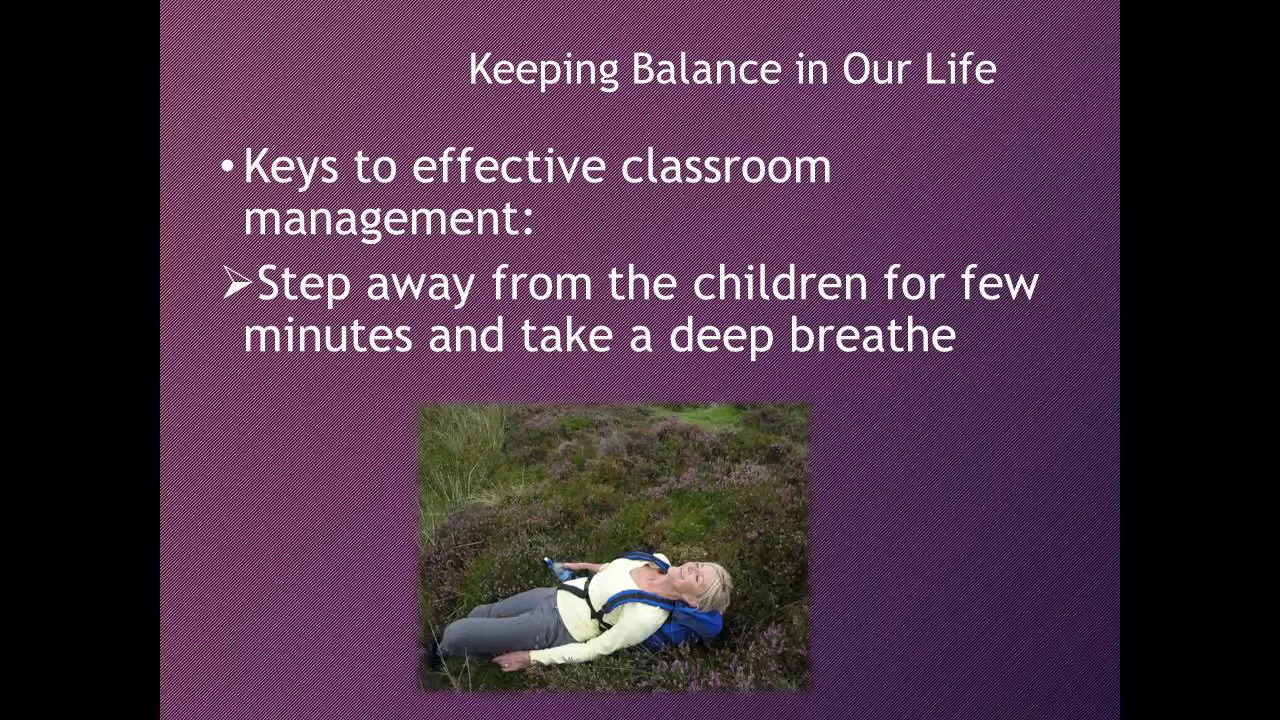 Keeping Balance in Our Life
•Keys to effective classroom
management:
➢Step away from the children for few
minutes and take a deep breathe